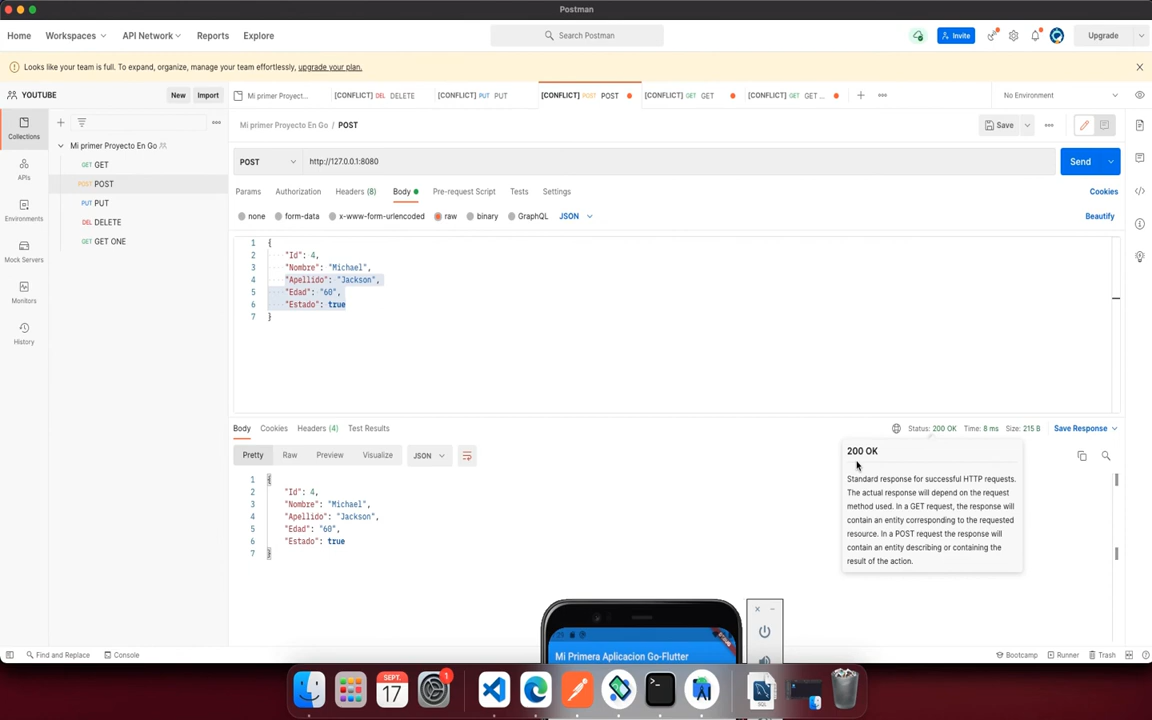 Postman
Home Workspaces API Network Reports Explore Search Postman Invite Upgrade
Looks like your team is full. To expand, organize, manage your team effortlessly, upgrade your plan.
YOUTUBE New Import Mi primer Proyect... [CONFLICT] DEL DELETE [CONFLICT] PUT PUT [CONFLICT] POST POST [CONFLICT] GET GET [CONFLICT] GET GET ... No Environment
Collections
APIs
Environments
Mock Servers
Monitors
History
Mi primer Proyecto En Go
GET GET
POST POST
PUT PUT
DEL DELETE
GET GET ONE
Mi primer Proyecto En Go / POST Save
POST http://127.0.0.1:8080 Send
Params Authorization Headers (8) Body Pre-request Script Tests Settings Cookies
none form-data x-www-form-urlencoded raw binary GraphQL JSON Beautify
1 {
2 "Id": 4,
3 "Nombre": "Michael",
4 "Apellido": "Jackson",
5 "Edad": "60",
6 "Estado": true
7 }
Body Cookies Headers (4) Test Results Status: 200 OK Time: 8 ms Size: 215 B Save Response
Pretty Raw Preview Visualize JSON
1 {
2 "Id": 4,
3 "Nombre": "Michael",
4 "Apellido": "Jackson",
5 "Edad": "60",
6 "Estado": true
7 }
200 OK
Standard response for successful HTTP requests.
The actual response will depend on the request
method used. In a GET request, the response will
contain an entity corresponding to the requested
resource. In a POST request the response will
contain an entity describing or containing the
result of the action.
Mi Primera Aplicacion Go-Flutter
Find and Replace Console Bootcamp Runner Trash
SEPT.
17
1
SQL